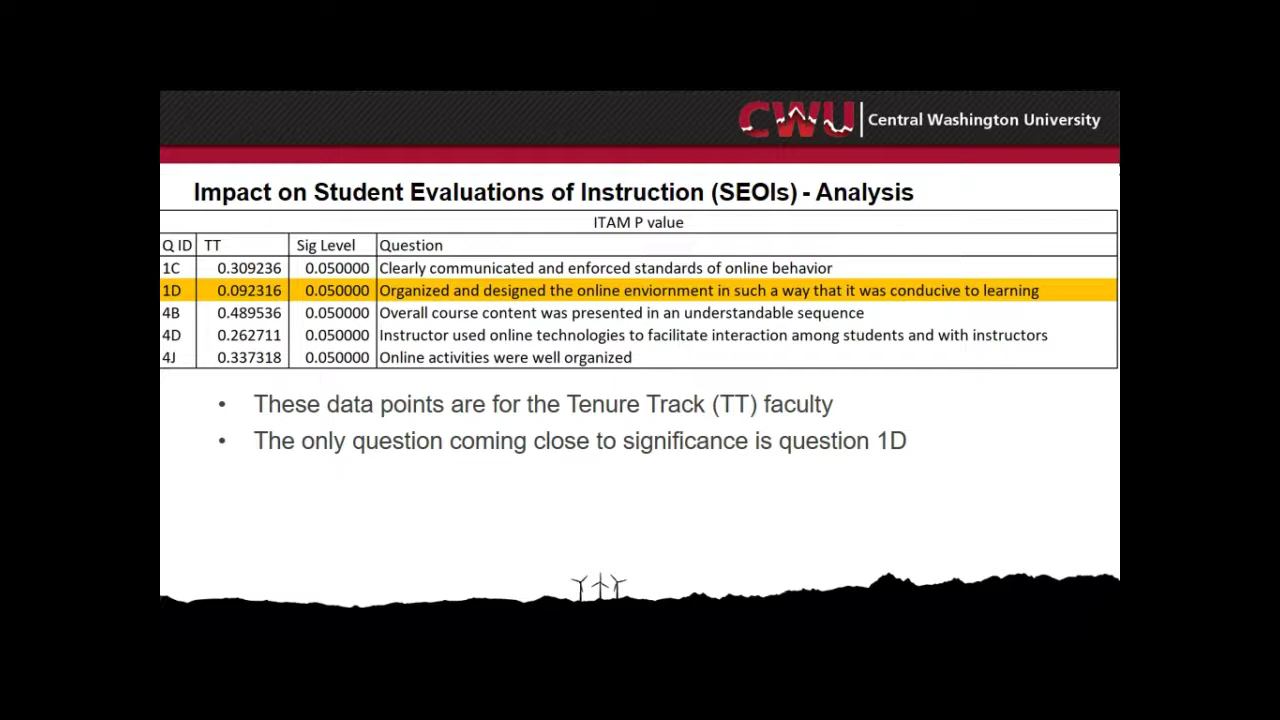 CWU Central Washington University
Impact on Student Evaluations of Instruction (SEOIs) - Analysis
ITAM P value
Q ID TT Sig Level Question
1C 0.309236 0.050000 Clearly communicated and enforced standards of online behavior
1D 0.092316 0.050000 Organized and designed the online enviornment in such a way that it was conducive to learning
4B 0.489536 0.050000 Overall course content was presented in an understandable sequence
4D 0.262711 0.050000 Instructor used online technologies to facilitate interaction among students and with instructors
4J 0.337318 0.050000 Online activities were well organized
• These data points are for the Tenure Track (TT) faculty
• The only question coming close to significance is question 1D